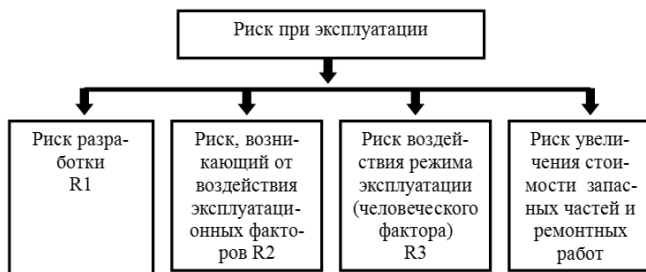 Риск при эксплуатации
Риск разра-
ботки
R1
Риск, возни-
кающий от
воздействия
эксплуатаци-
онных факто-
ров R2
Риск воздей-
ствия режима
эксплуатации
(человеческого
фактора)
R3
Риск увели-
чения стои-
мости запас-
ных частей и
ремонтных
работ